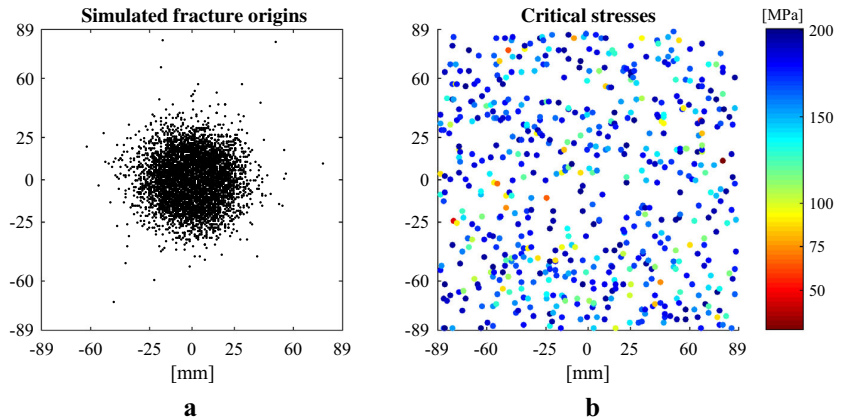 Simulated fracture origins
89
60
25
0
-25
-60
-89
-89 -60 -25 0 25 60 89
[mm]
a
Critical stresses
89
60
25
0
-25
-60
-89
-89 -60 -25 0 25 60 89
[mm]
b
[MPa]
200
150
100
75
50